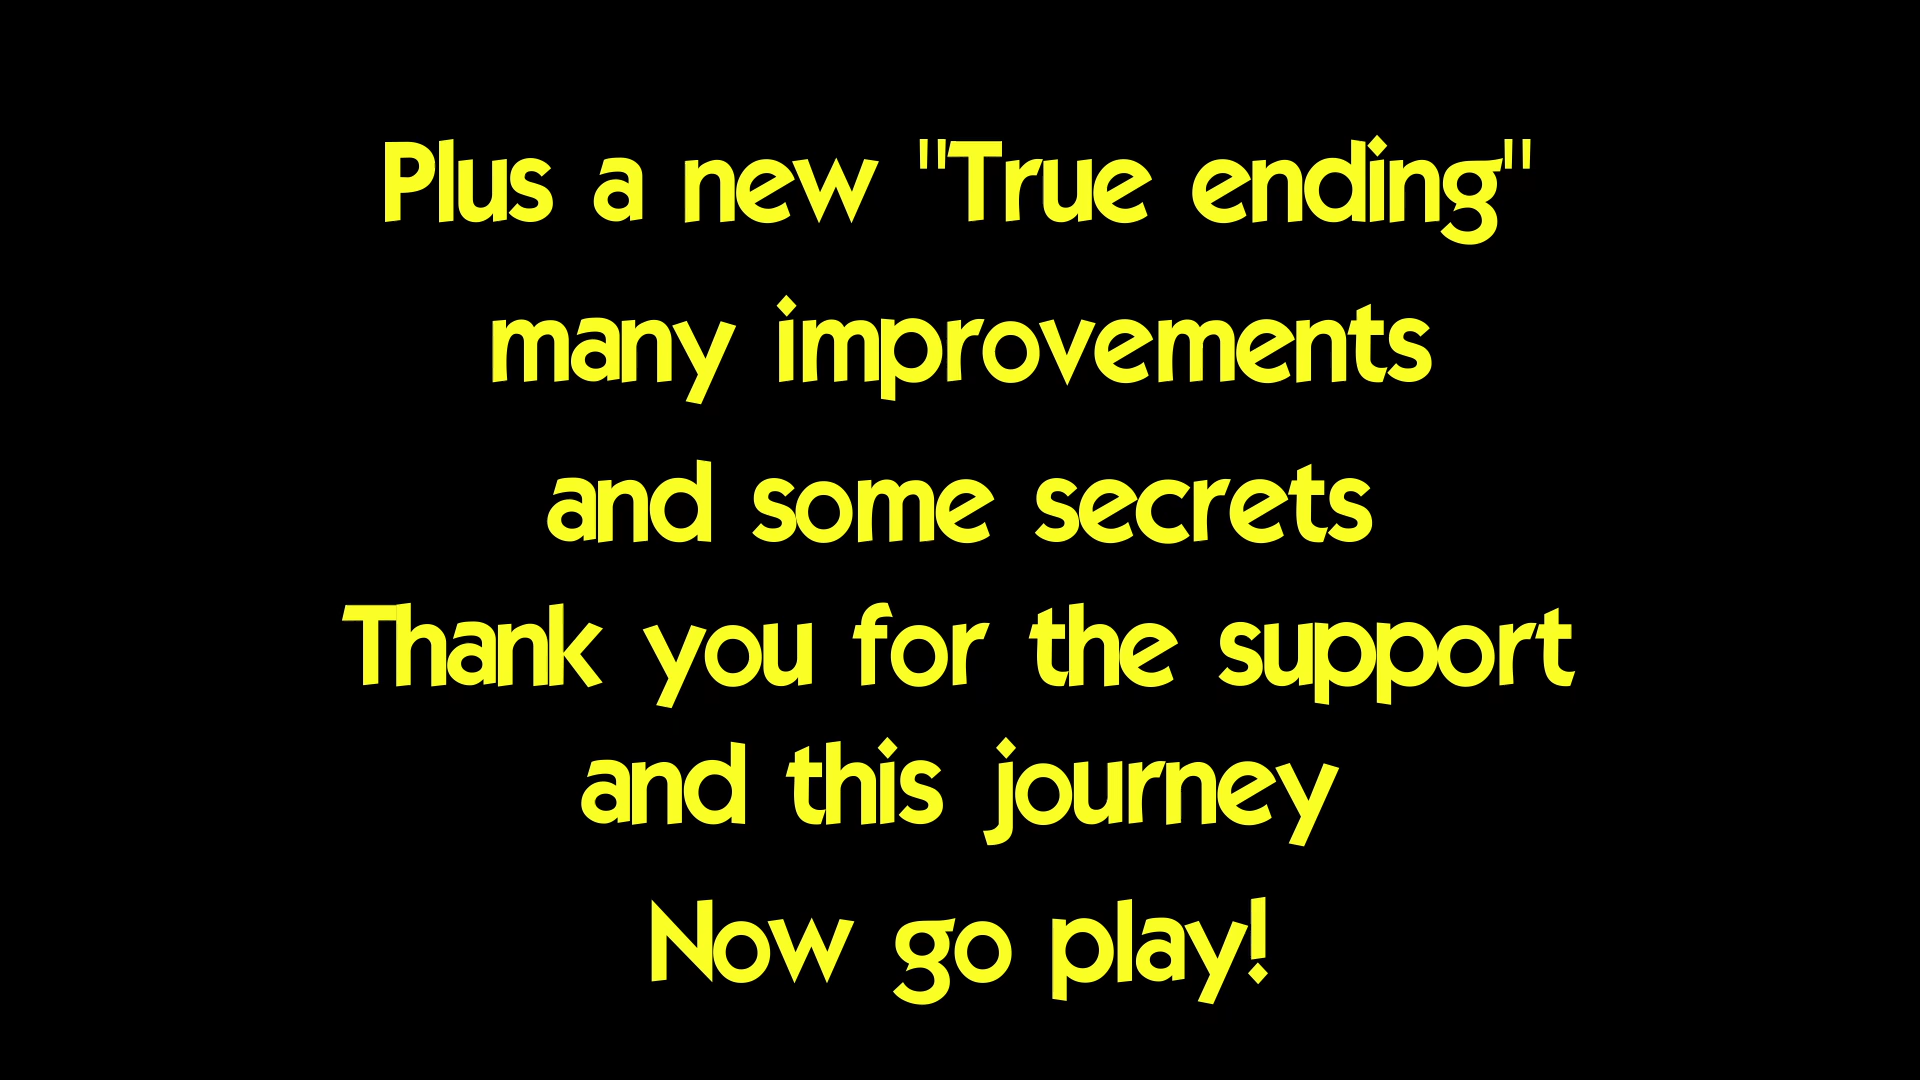 Plus a new "True ending"
many improvements
and some secrets
Thank you for the support
and this journey
Now go play!